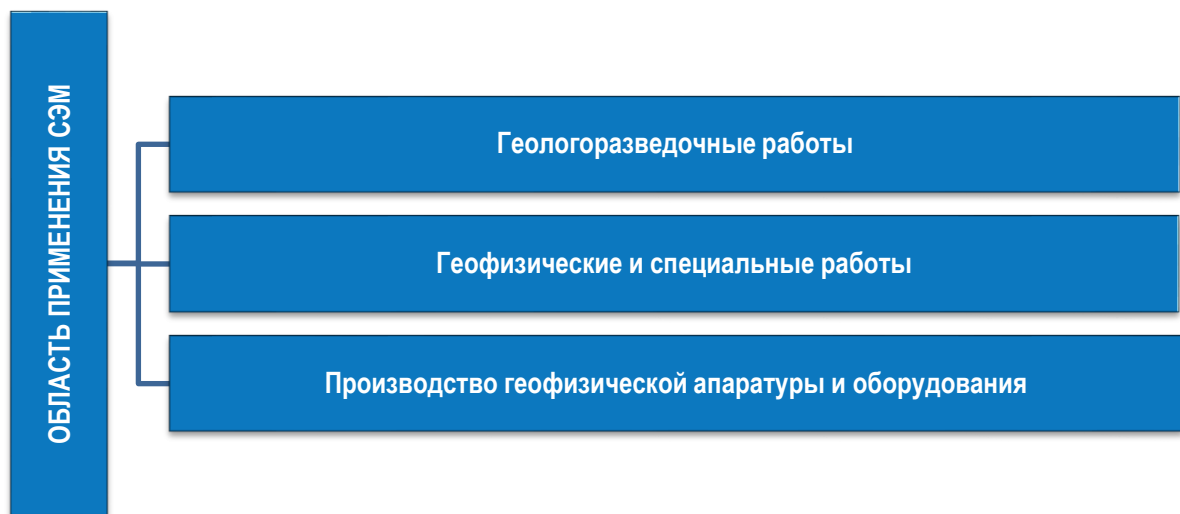 ОБЛАСТЬ ПРИМЕНЕНИЯ СЭМ
Геологоразведочные работы
Геофизические и специальные работы
Производство геофизической апаратуры и оборудования